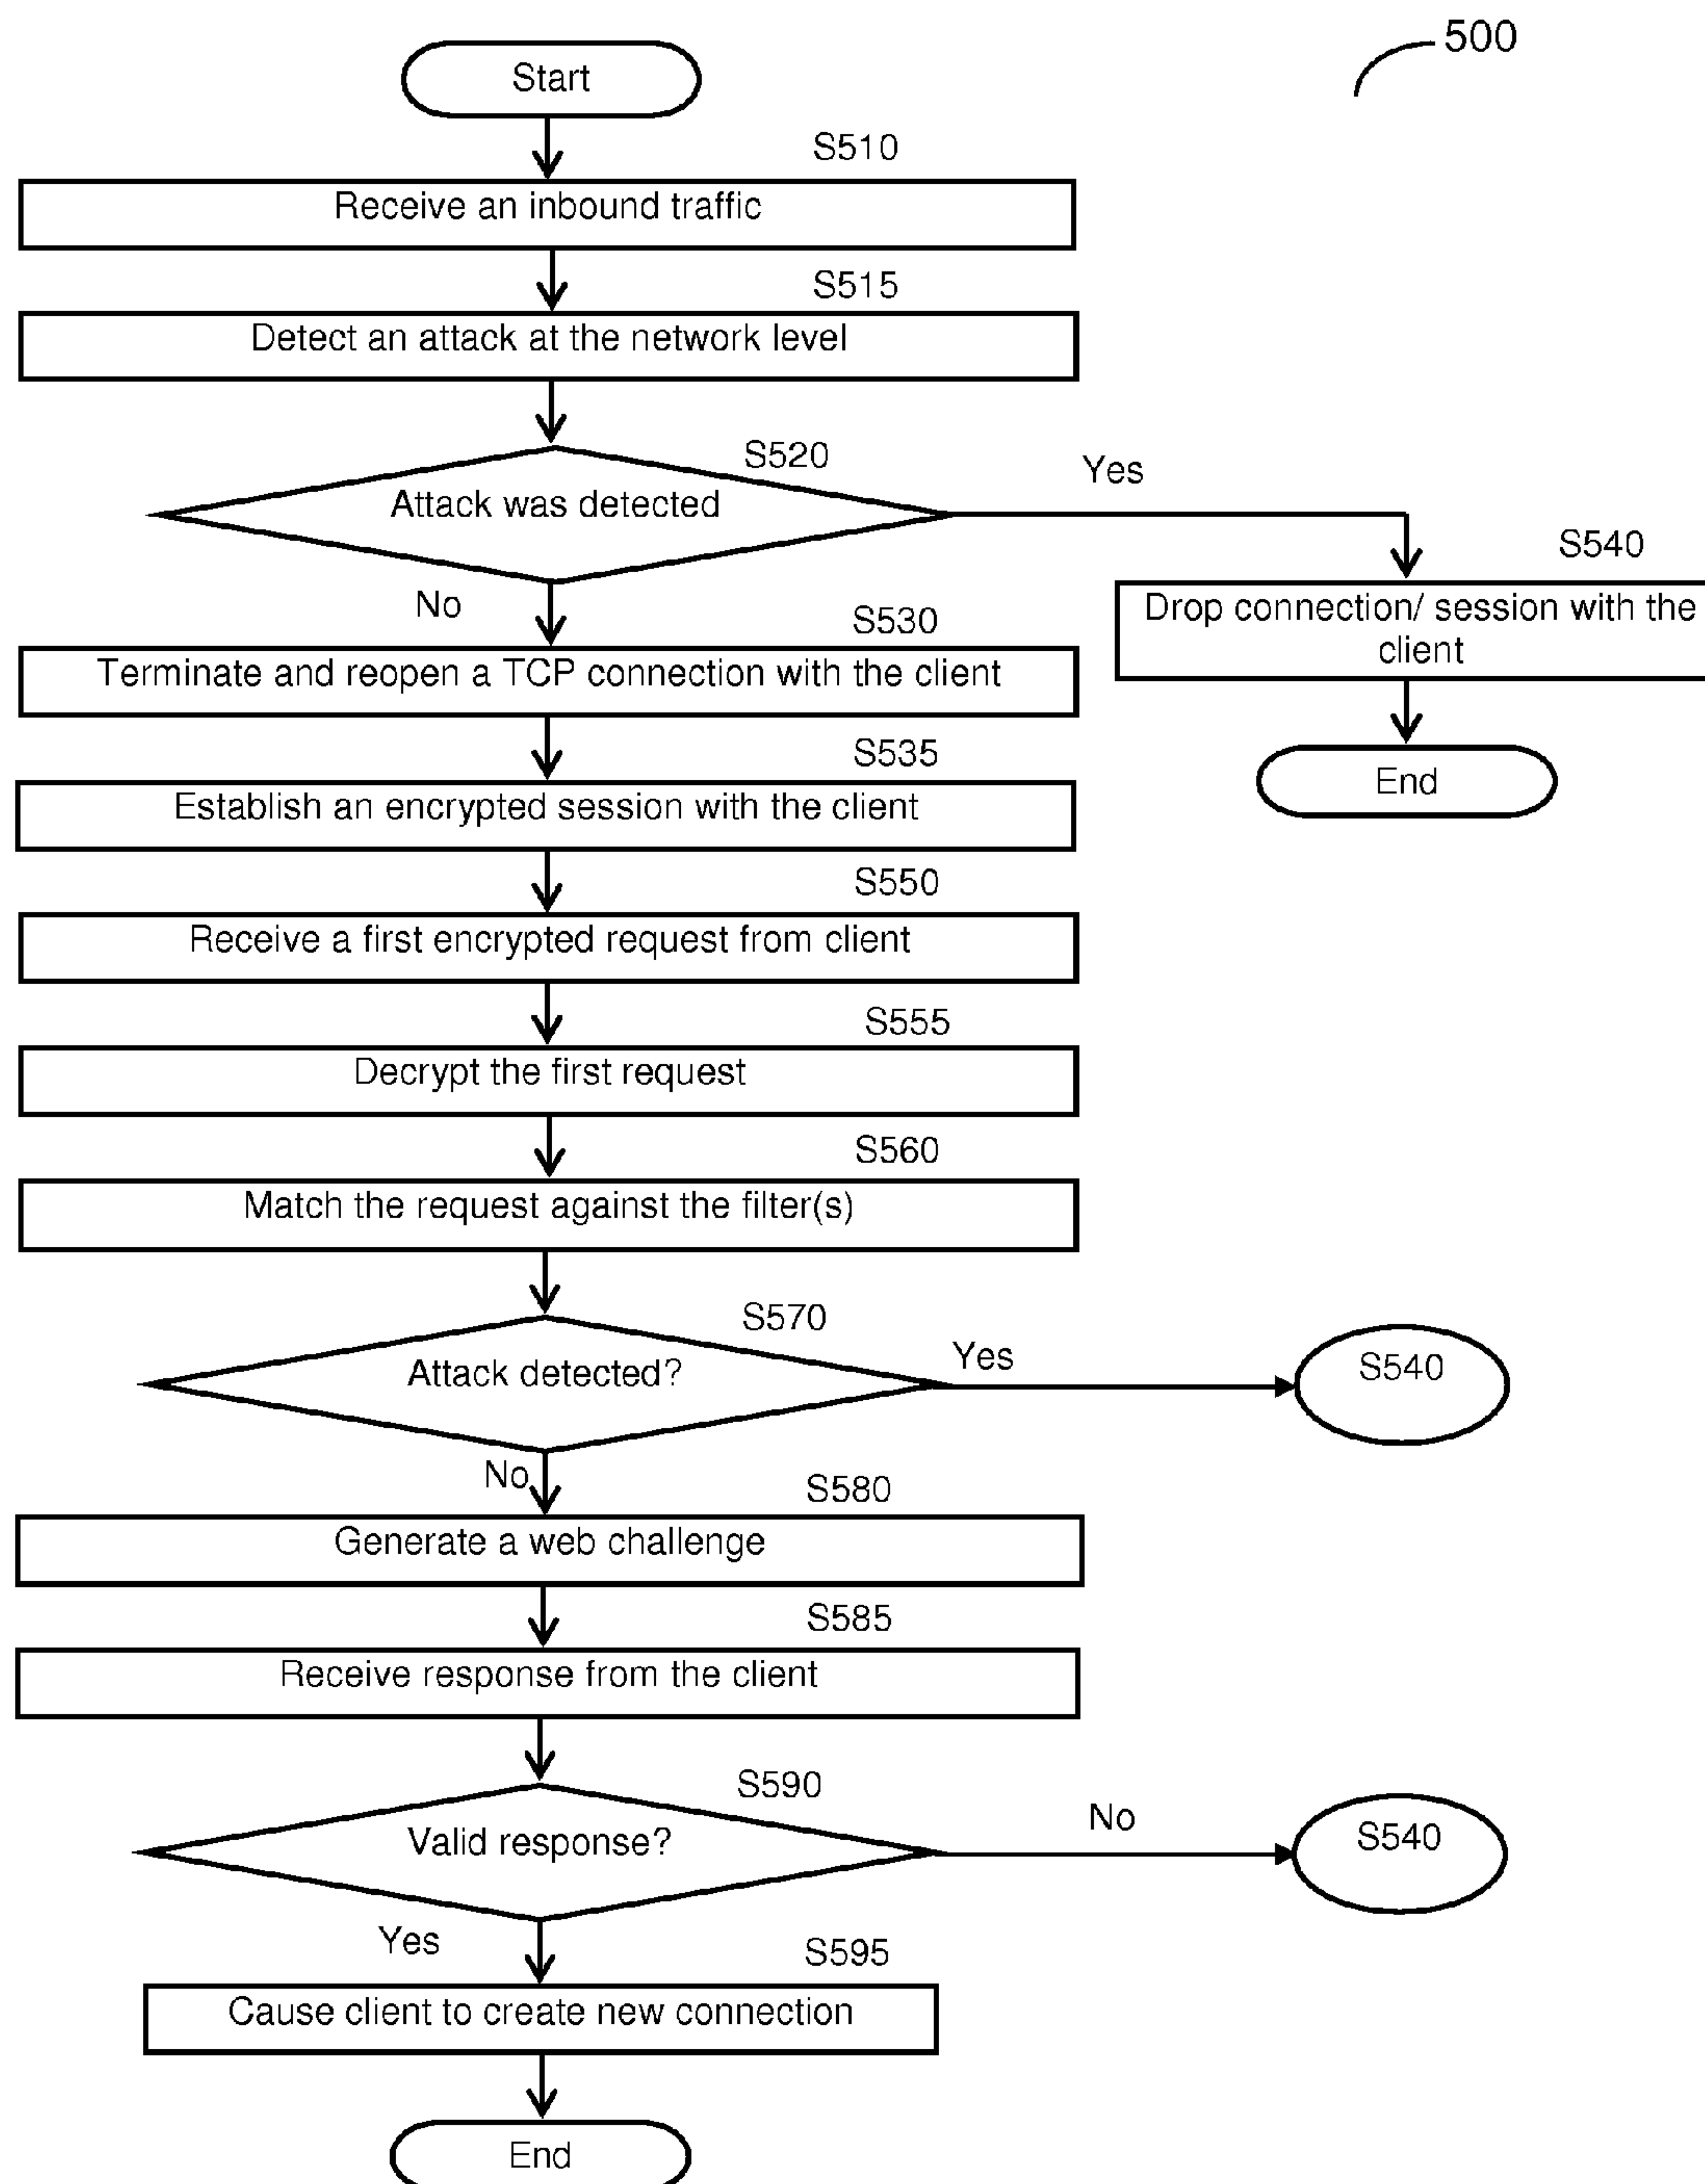 500
Start
S510
Receive an inbound traffic
S515
Detect an attack at the network level
S520
Attack was detected
Yes
No
S540
Drop connection/ session with the
client
End
S530
Terminate and reopen a TCP connection with the client
S535
Establish an encrypted session with the client
S550
Receive a first encrypted request from client
S555
Decrypt the first request
S560
Match the request against the filter(s)
S570
Attack detected?
Yes
S540
No
S580
Generate a web challenge
S585
Receive response from the client
S590
Valid response?
No
S540
Yes
S595
Cause client to create new connection
End